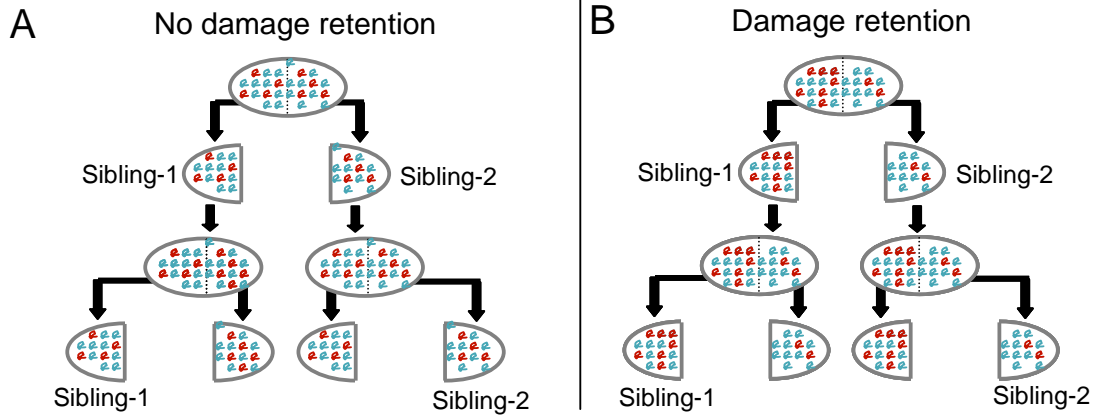 A
No damage retention
Sibling-1
Sibling-2
Sibling-1
Sibling-2
B
Damage retention
Sibling-1
Sibling-2
Sibling-1
Sibling-2